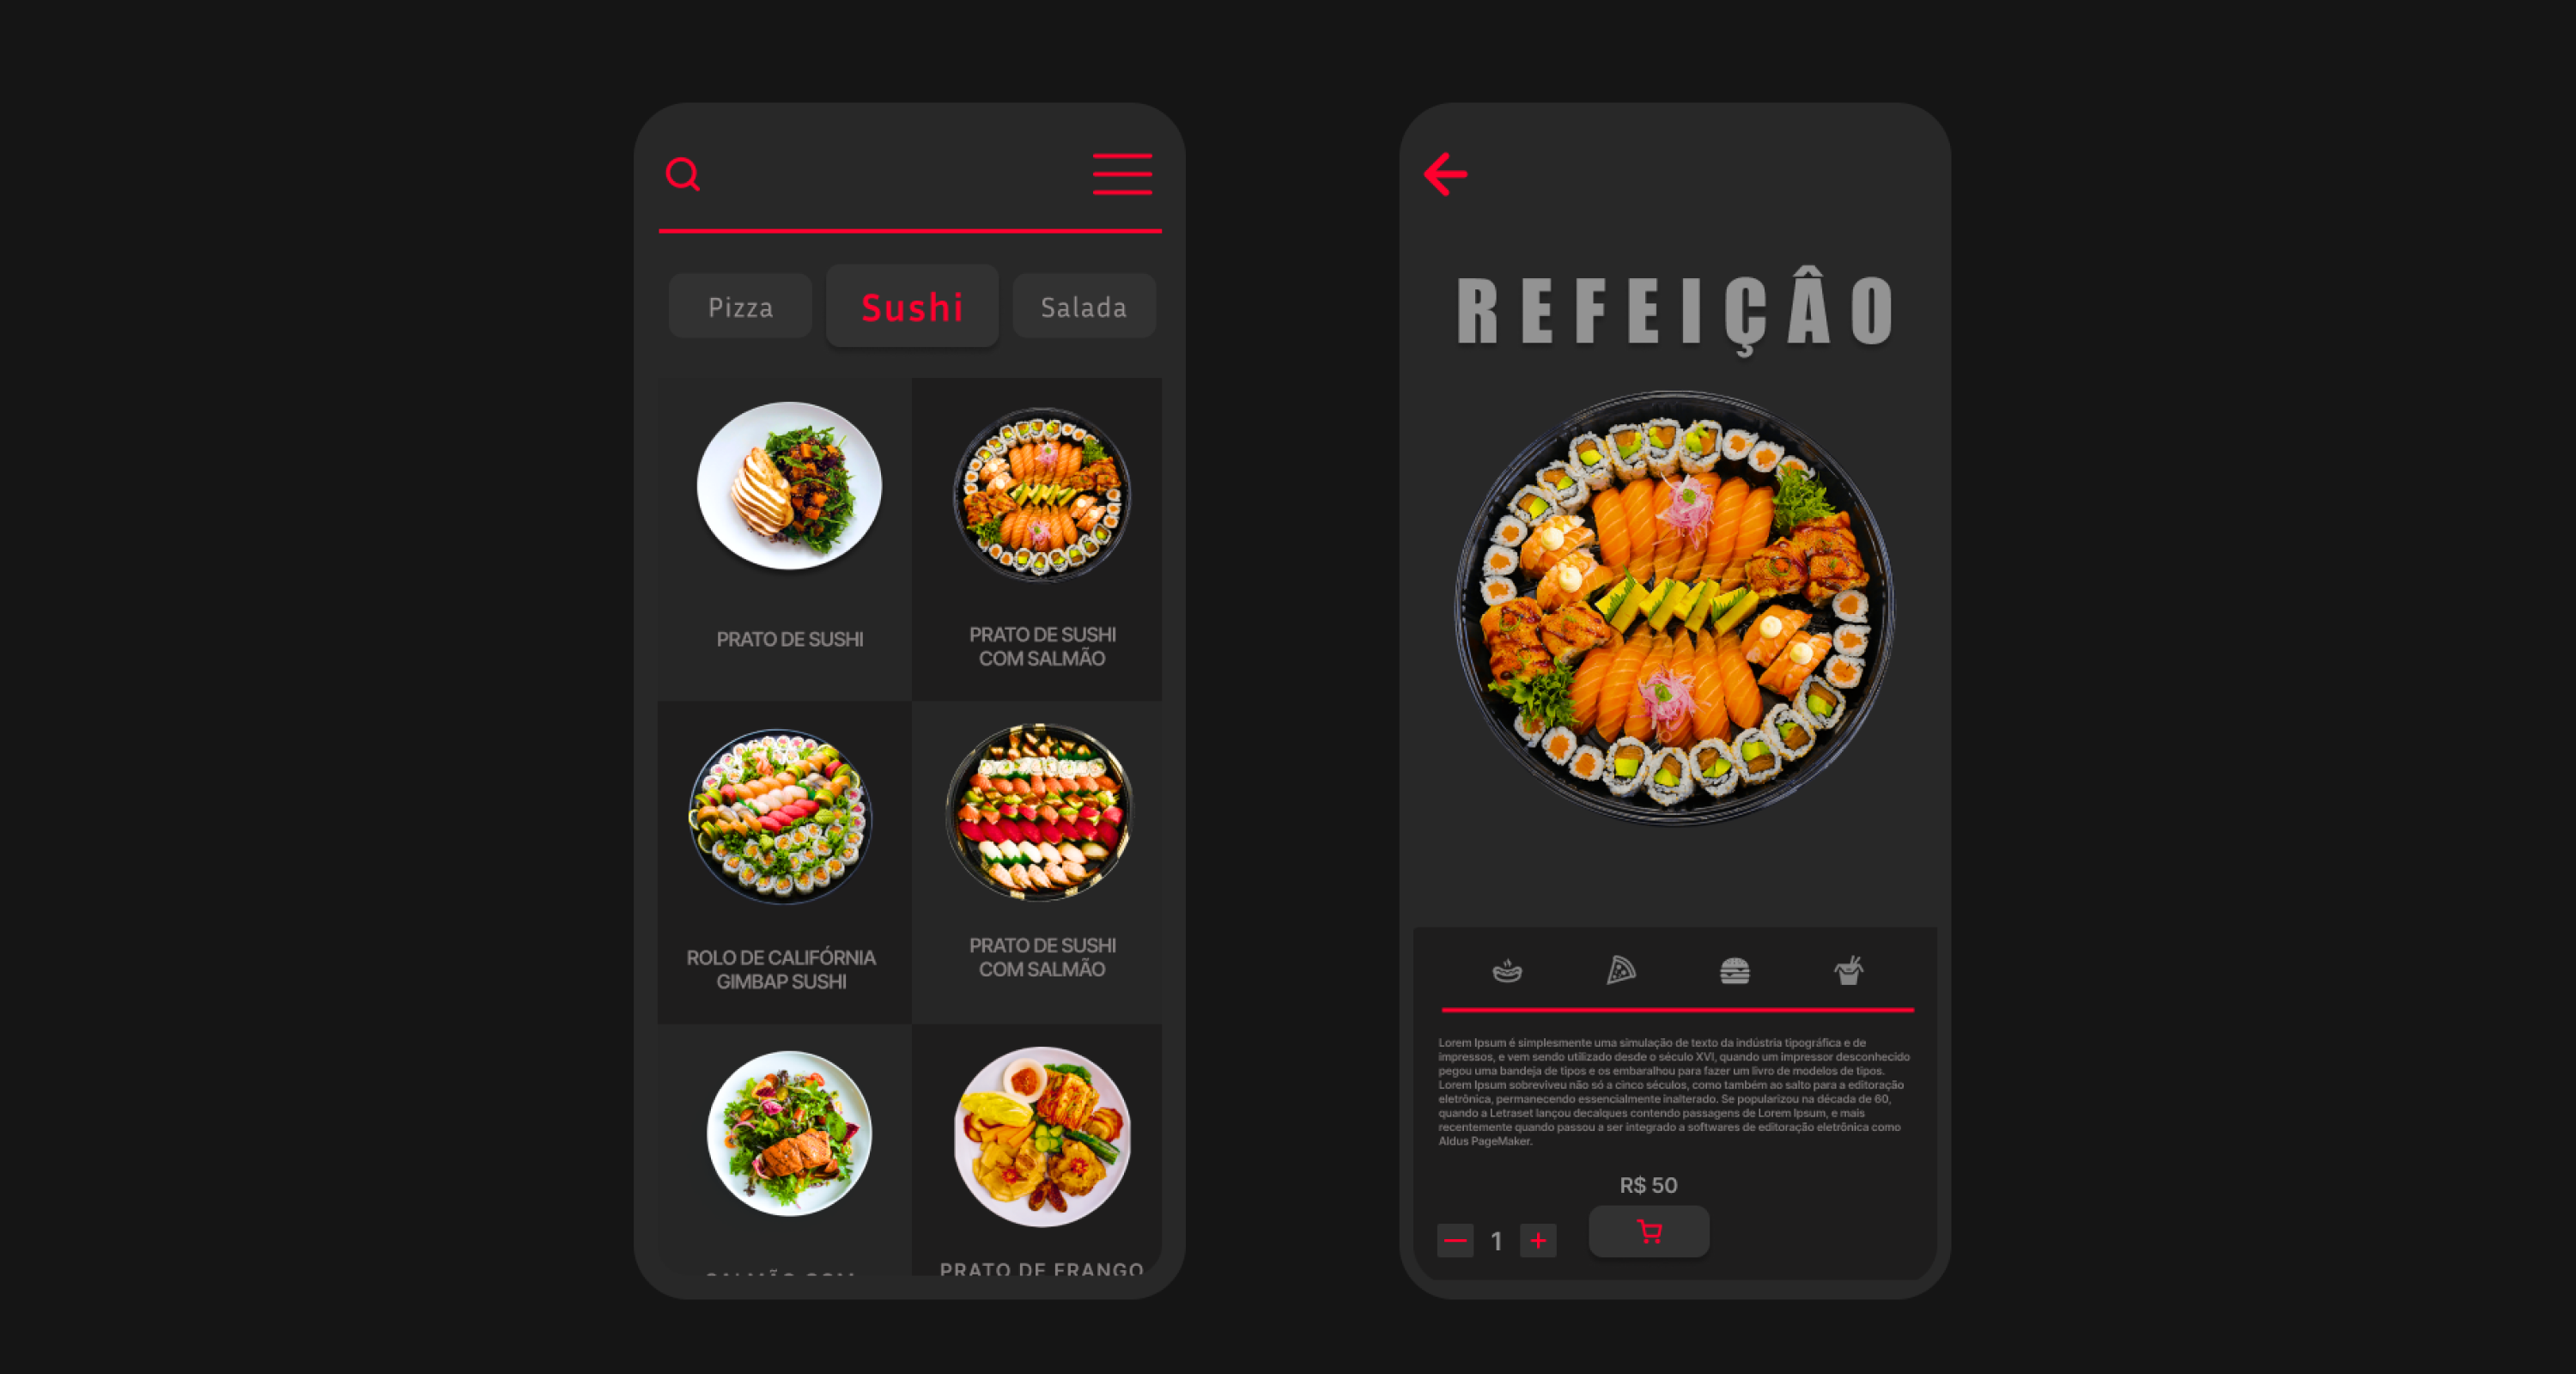 Pizza
Sushi
Salada
PRATO DE SUSHI
PRATO DE SUSHI
COM SALMÃO
ROLO DE CALIFÓRNIA
GIMBAP SUSHI
PRATO DE SUSHI
COM SALMÃO
PRATO DE FRANGO
REFEIÇÂO
Lorem Ipsum é simplesmente uma simulação de texto da indústria tipográfica e de
impressos, e vem sendo utilizado desde o século XVI, quando um impressor desconhecido
pegou uma bandeja de tipos e os embaralhou para fazer um livro de modelos de tipos.
Lorem Ipsum sobreviveu não só a cinco séculos, como também ao salto para a editoração
eletrônica, permanecendo essencialmente inalterado. Se popularizou na década de 60,
quando a Letraset lançou decalques contendo passagens de Lorem Ipsum, e mais
recentemente quando passou a ser integrado a softwares de editoração eletrônica como
Aldus PageMaker.
R$ 50
1